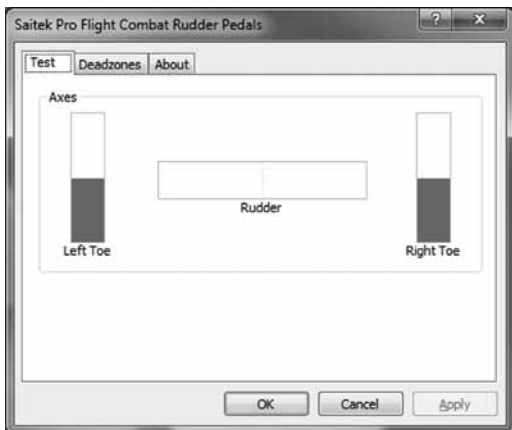 Saitek Pro Flight Combat Rudder Pedals
? X
Test Deadzones About
Axes
Rudder
Left Toe Right Toe
OK Cancel Apply